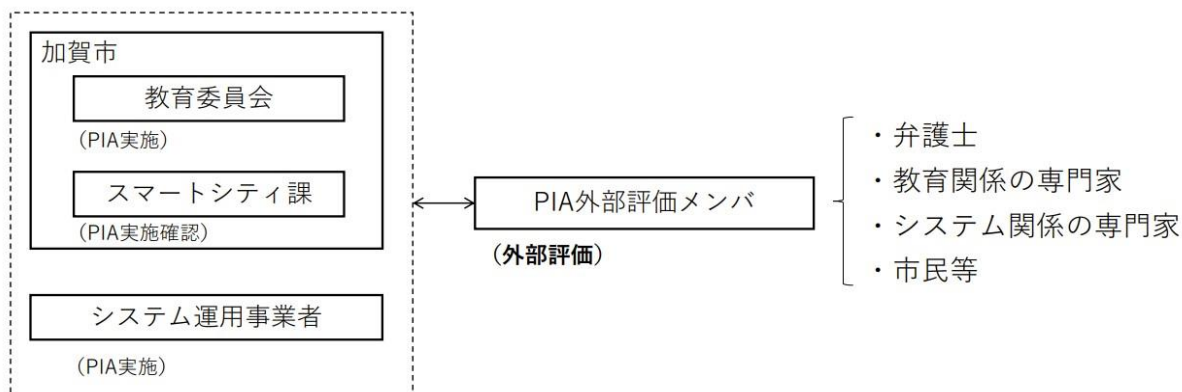 加賀市
教育委員会
(PIA実施)
スマートシティ課
(PIA実施確認)
システム運用事業者
(PIA実施)
PIA外部評価メンバ
(外部評価)
・弁護士
・教育関係の専門家
・システム関係の専門家
・市民等